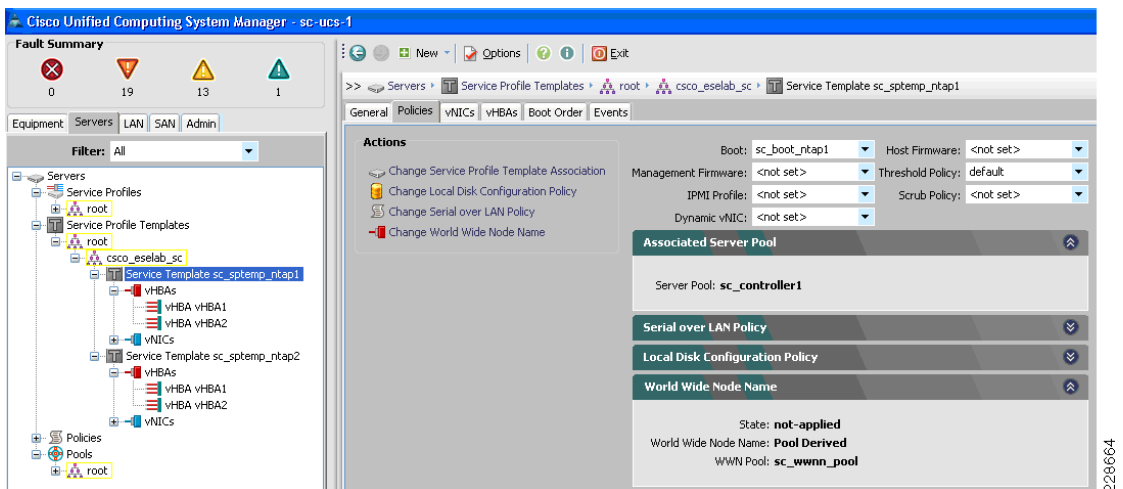 Cisco Unified Computing System Manager - sc-ucs-1
Fault Summary
0 19 13 1
Equipment Servers LAN SAN Admin
Filter: All
Servers
Service Profiles
root
Service Profile Templates
root
csco_eselab_sc
Service Template sc_sptemp_ntap1
vHBAs
vHBA vHBA1
vHBA vHBA2
vNICs
Service Template sc_sptemp_ntap2
vHBAs
vHBA vHBA1
vHBA vHBA2
vNICs
Policies
Pools
root
New Options Exit
>> Servers Service Profile Templates root csco_eselab_sc Service Template sc_sptemp_ntap1
General Policies vNICs vHBAs Boot Order Events
Actions
Change Service Profile Template Association
Change Local Disk Configuration Policy
Change Serial over LAN Policy
Change World Wide Node Name
Boot: sc_boot_ntap1 Host Firmware: <not set>
Management Firmware: <not set> Threshold Policy: default
IPMI Profile: <not set> Scrub Policy: <not set>
Dynamic vNIC: <not set>
Associated Server Pool
Server Pool: sc_controller1
Serial over LAN Policy
Local Disk Configuration Policy
World Wide Node Name
State: not-applied
World Wide Node Name: Pool Derived
WWN Pool: sc_wwnn_pool
228664